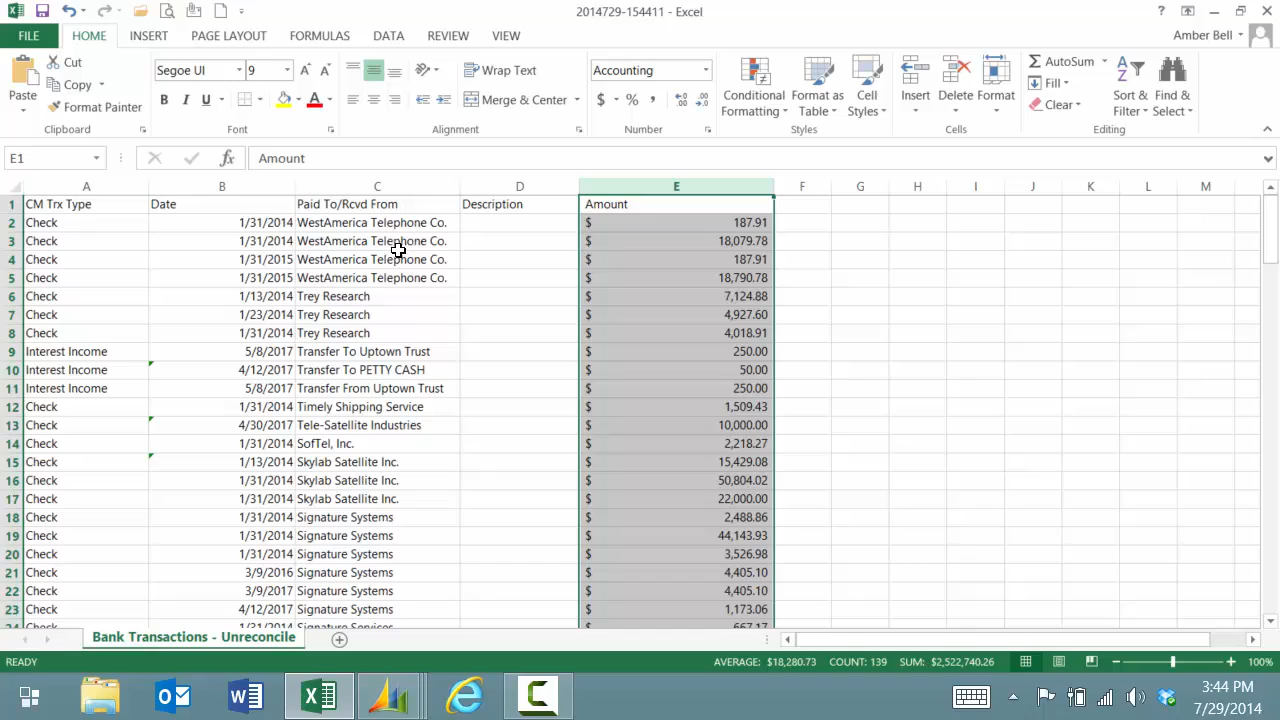 2014729-154411 - Excel
?
FILE HOME INSERT PAGE LAYOUT FORMULAS DATA REVIEW VIEW Amber Bell
Paste Cut Copy Format Painter Clipboard
Segoe UI 9 A A B I U A Font
Wrap Text Merge & Center Alignment
Accounting $ % , Number
Conditional Formatting Format as Table Cell Styles Styles
Insert Delete Format Cells
AutoSum Fill Clear Sort & Filter Find & Select Editing
E1 fx Amount
A B C D E F G H I J K L M
1 CM Trx Type Date Paid To/Rcvd From Description Amount
2 Check 1/31/2014 WestAmerica Telephone Co. $ 187.91
3 Check 1/31/2014 WestAmerica Telephone Co. $ 18,079.78
4 Check 1/31/2015 WestAmerica Telephone Co. $ 187.91
5 Check 1/31/2015 WestAmerica Telephone Co. $ 18,790.78
6 Check 1/13/2014 Trey Research $ 7,124.88
7 Check 1/23/2014 Trey Research $ 4,927.60
8 Check 1/31/2014 Trey Research $ 4,018.91
9 Interest Income 5/8/2017 Transfer To Uptown Trust $ 250.00
10 Interest Income 4/12/2017 Transfer To PETTY CASH $ 50.00
11 Interest Income 5/8/2017 Transfer From Uptown Trust $ 250.00
12 Check 1/31/2014 Timely Shipping Service $ 1,509.43
13 Check 4/30/2017 Tele-Satellite Industries $ 10,000.00
14 Check 1/31/2014 SofTel, Inc. $ 2,218.27
15 Check 1/13/2014 Skylab Satellite Inc. $ 15,429.08
16 Check 1/31/2014 Skylab Satellite Inc. $ 50,804.02
17 Check 1/31/2014 Skylab Satellite Inc. $ 22,000.00
18 Check 1/31/2014 Signature Systems $ 2,488.86
19 Check 1/31/2014 Signature Systems $ 44,143.93
20 Check 1/31/2014 Signature Systems $ 3,526.98
21 Check 3/9/2016 Signature Systems $ 4,405.10
22 Check 3/9/2017 Signature Systems $ 4,405.10
23 Check 4/12/2017 Signature Systems $ 1,173.06
24 Check 1/31/2014 Signature Services $ 667.17
Bank Transactions - Unreconcile
READY AVERAGE: $18,280.73 COUNT: 139 SUM: $2,522,740.26 100%
3:44 PM
7/29/2014